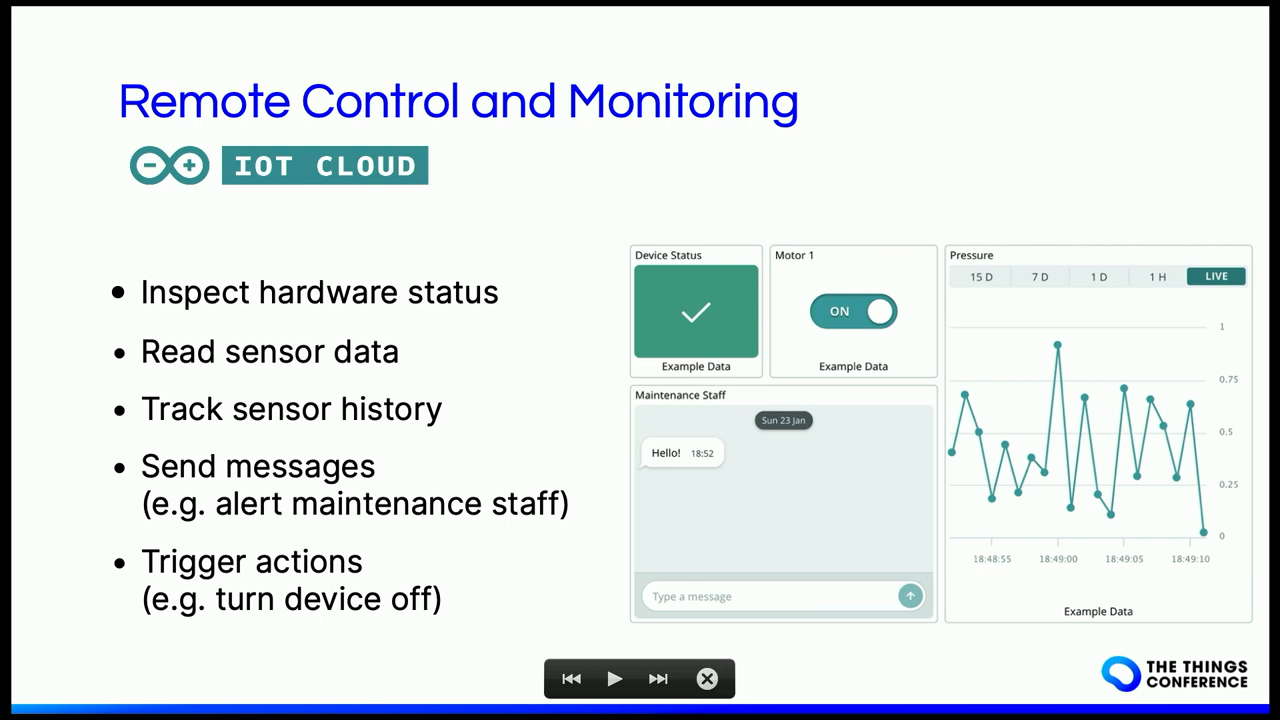 Remote Control and Monitoring
IOT CLOUD
• Inspect hardware status
• Read sensor data
• Track sensor history
• Send messages
(e.g. alert maintenance staff)
• Trigger actions
(e.g. turn device off)
Device Status
Example Data
Motor 1
ON
Example Data
Maintenance Staff
Sun 23 Jan
Hello! 18:52
Type a message
Pressure
15 D 7 D 1 D 1 H LIVE
1
0.75
0.5
0.25
0
18:48:55 18:49:00 18:49:05 18:49:10
Example Data
THE THINGS
CONFERENCE